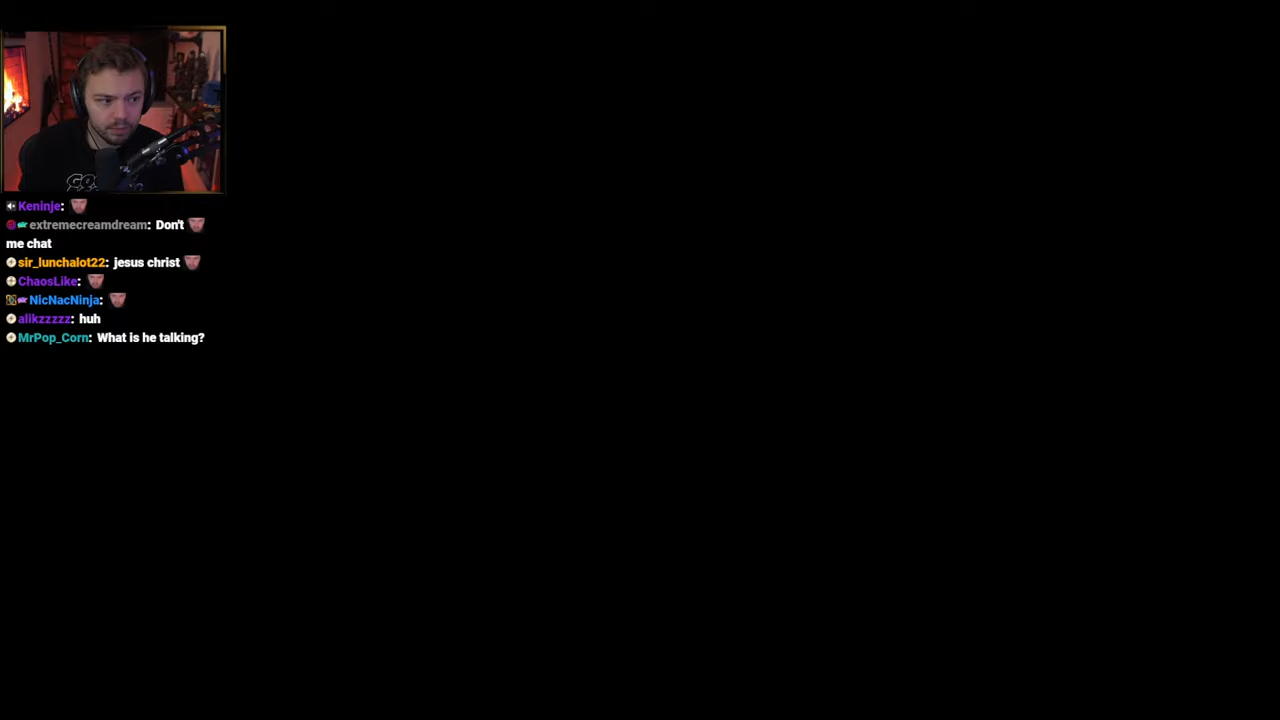 Keninje:
extremecreamdream: Don't
me chat
sir_lunchalot22: jesus christ
ChaosLike:
NicNacNinja:
alikzzzzz: huh
MrPop_Corn: What is he talking?